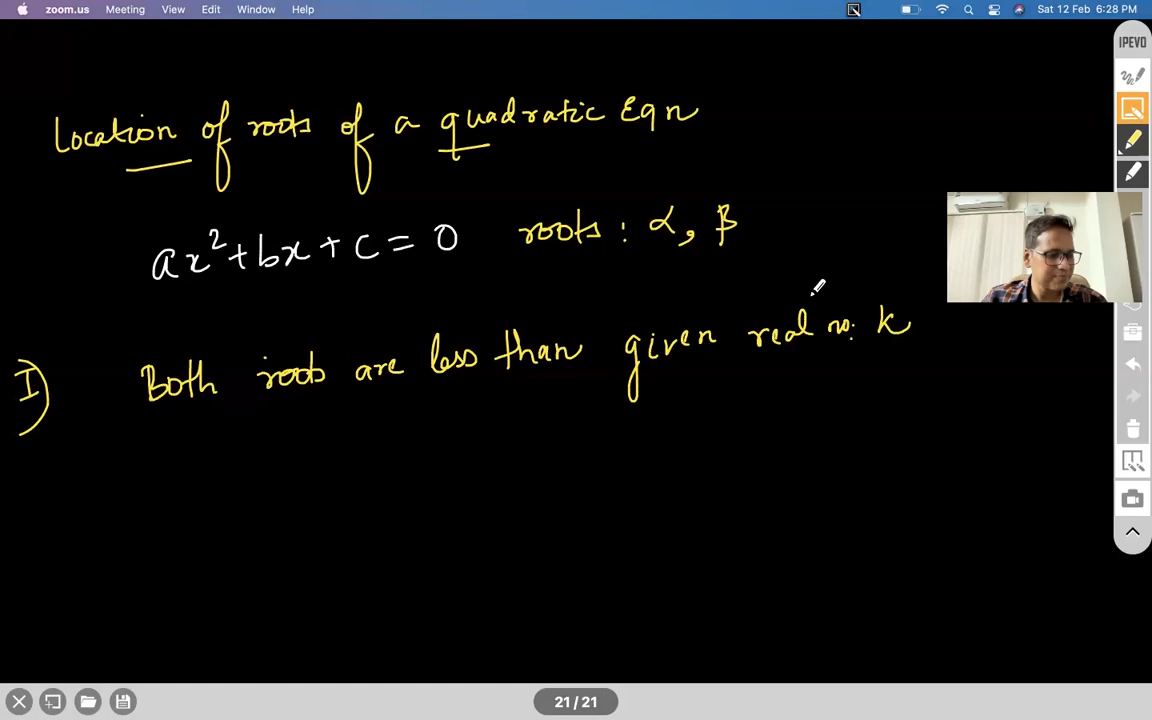 zoom.us Meeting View Edit Window Help Sat 12 Feb 6:28 PM
IPEVO
Location of roots of a quadratic Eqn
ax²+bx+c=0 roots: α, β
I) Both roots are less than given real no. k
21/21